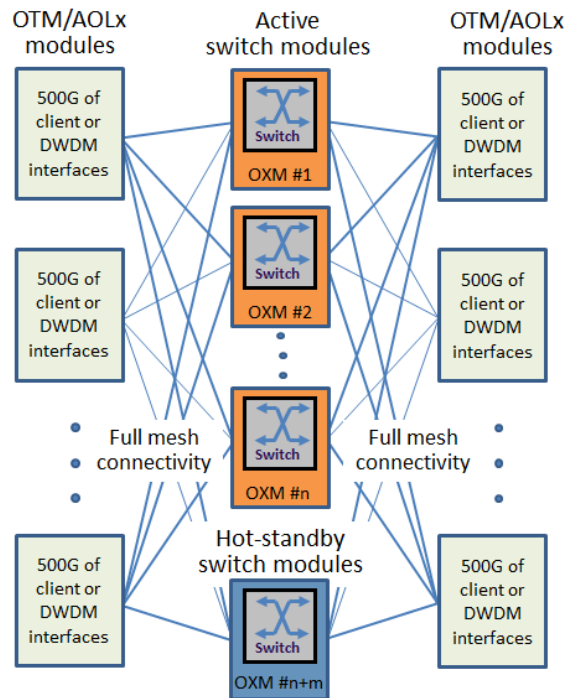 OTM/AOLx
modules
Active
switch modules
OTM/AOLx
modules
500G of
client or
DWDM
interfaces
Switch
OXM #1
500G of
client or
DWDM
interfaces
500G of
client or
DWDM
interfaces
Switch
OXM #2
500G of
client or
DWDM
interfaces
Full mesh
connectivity
Switch
OXM #n
Full mesh
connectivity
500G of
client or
DWDM
interfaces
Hot-standby
switch modules
Switch
OXM #n+m
500G of
client or
DWDM
interfaces